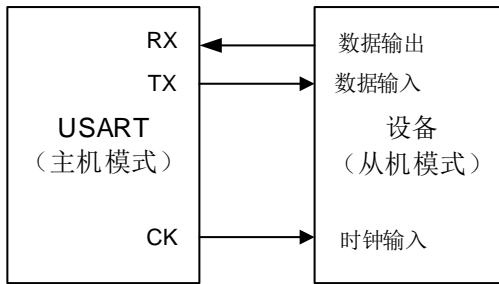 RX
数据输出
TX
数据输入
USART
（主机模式）
设备
（从机模式）
CK
时钟输入